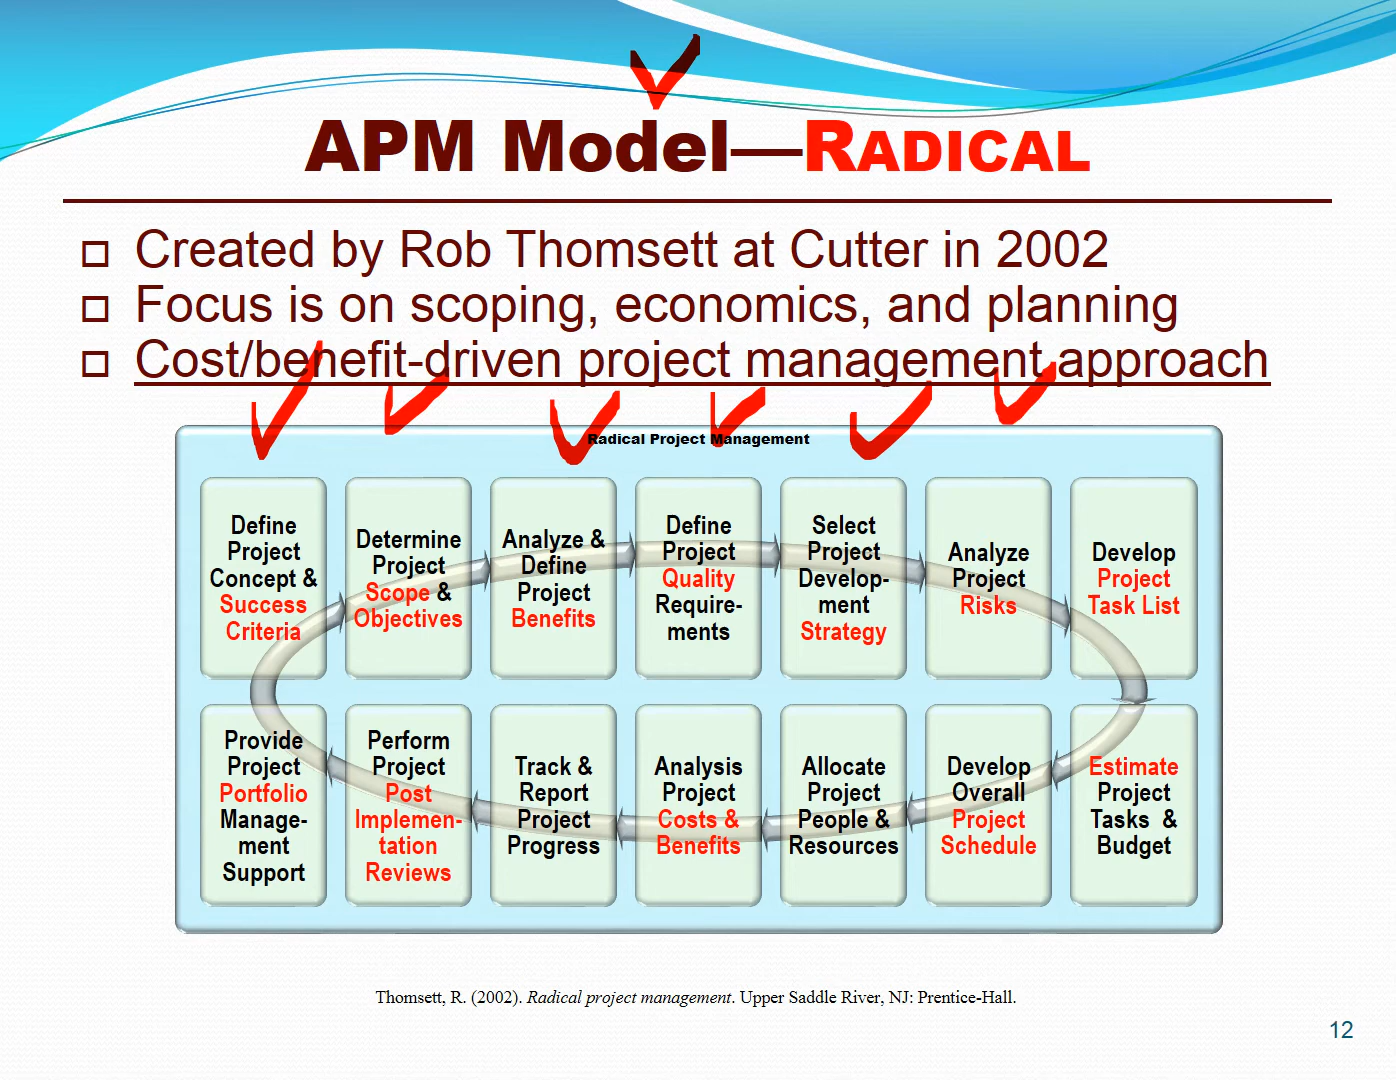 APM Model—RADICAL
Created by Rob Thomsett at Cutter in 2002
Focus is on scoping, economics, and planning
Cost/benefit-driven project management approach
Radical Project Management
Define
Project
Concept &
Success
Criteria
Determine
Project
Scope &
Objectives
Analyze &
Define
Project
Benefits
Define
Project
Quality
Require-
ments
Select
Project
Develop-
ment
Strategy
Analyze
Project
Risks
Develop
Project
Task List
Provide
Project
Portfolio
Manage-
ment
Support
Perform
Project
Post
Implemen-
tation
Reviews
Track &
Report
Project
Progress
Analysis
Project
Costs &
Benefits
Allocate
Project
People &
Resources
Develop
Overall
Project
Schedule
Estimate
Project
Tasks &
Budget
Thomsett, R. (2002). Radical project management. Upper Saddle River, NJ: Prentice-Hall.
12